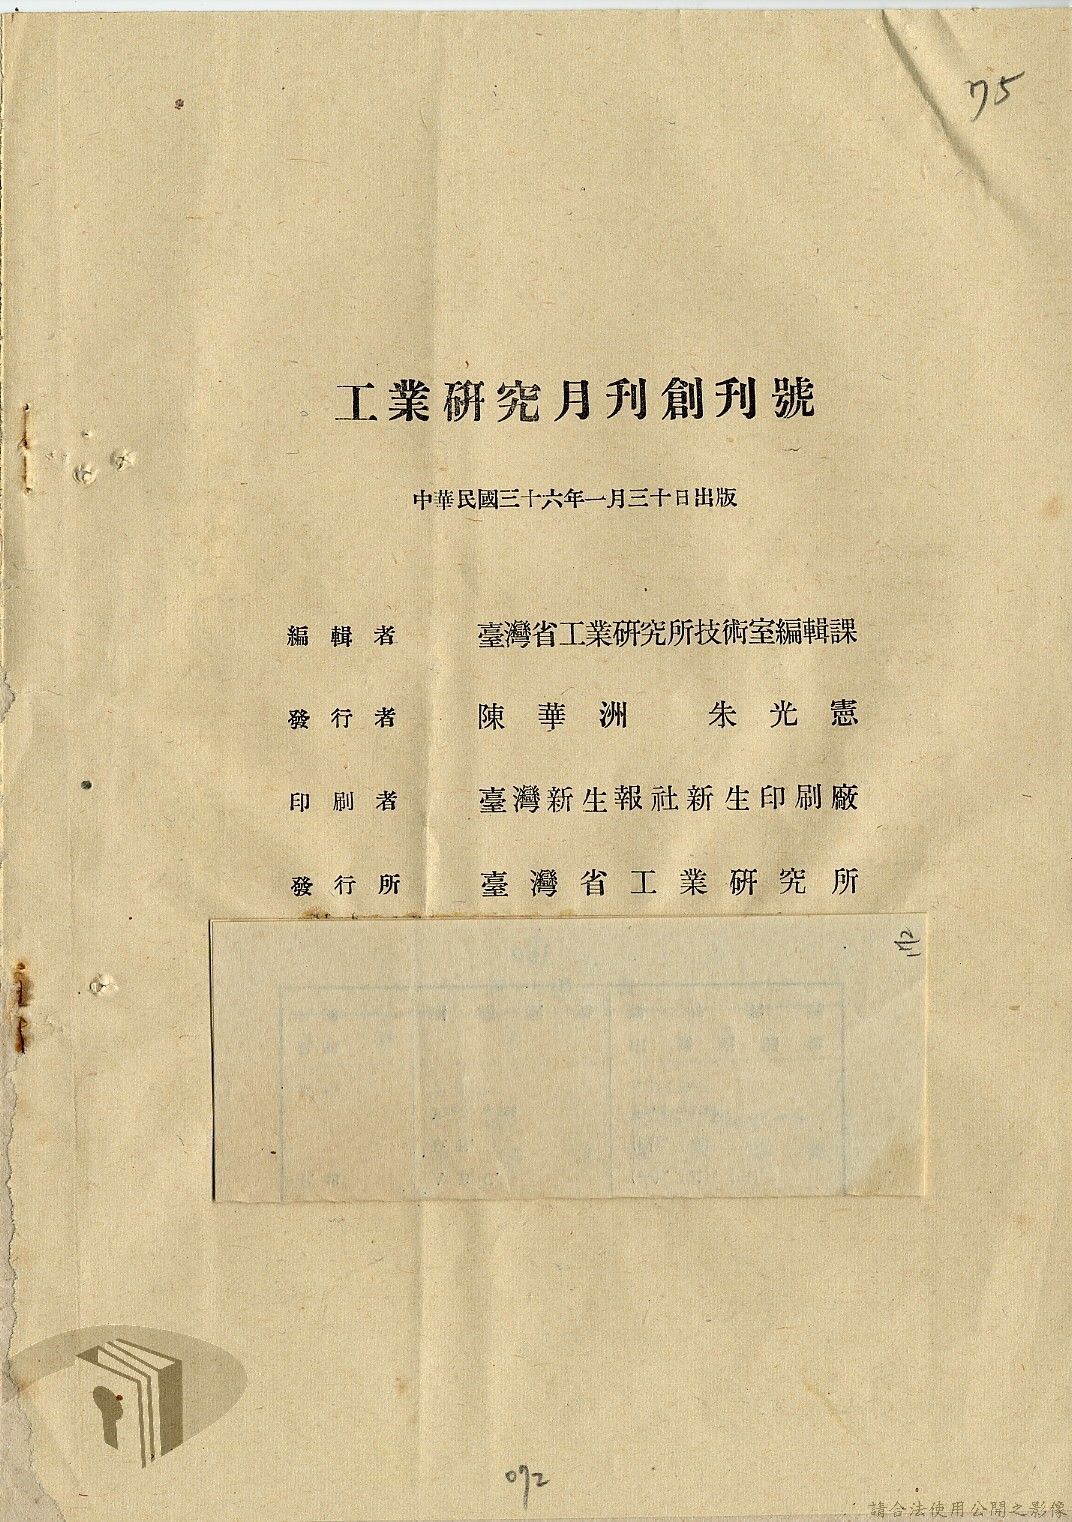 75
工業研究月刊創刊號
中華民國三十六年一月三十日出版
編輯者 臺灣省工業研究所技術室編輯課
發行者 陳華洲 朱光憲
印刷者 臺灣新生報社新生印刷廠
發行所 臺灣省工業研究所
072
請合法使用公開之影像